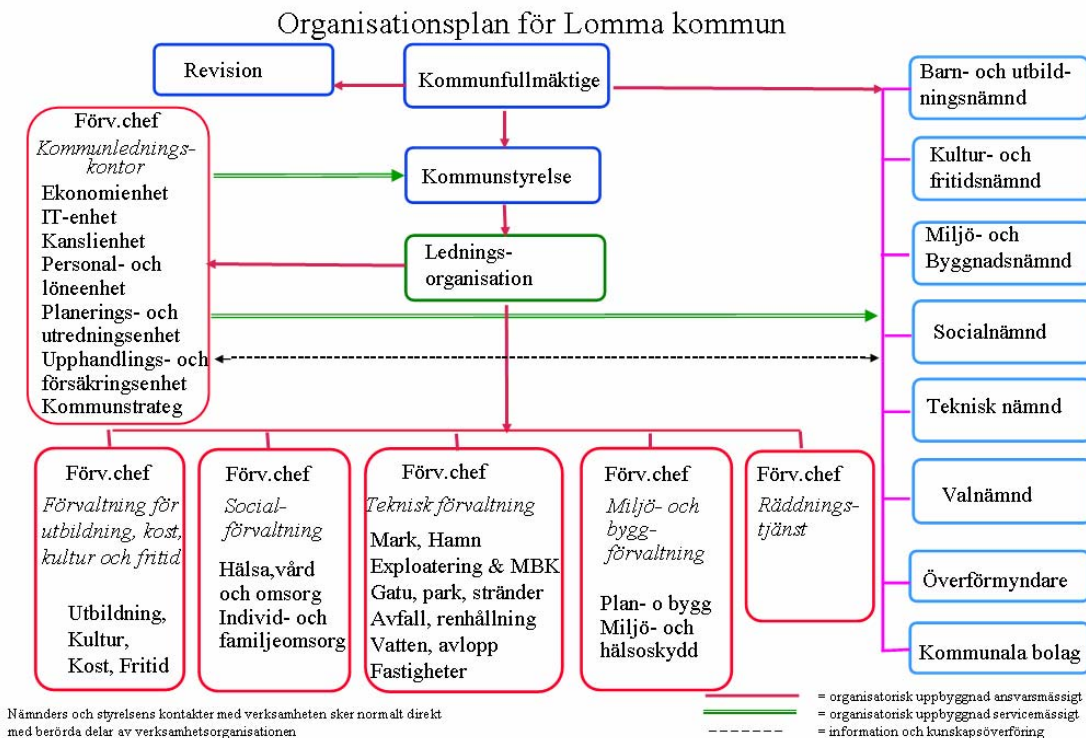 Organisationsplan för Lomma kommun
Revision
Kommunfullmäktige
Kommunstyrelse
Lednings-
organisation
Förv.chef
Kommunlednings-
kontor
Ekonomienhet
IT-enhet
Kanslienhet
Personal- och
löneenhet
Planerings- och
utredningsenhet
Upphandlings- och
försäkringsenhet
Kommunstrateg
Barn- och utbild-
ningsnämnd
Kultur- och
fritidsnämnd
Miljö- och
Byggnadsnämnd
Socialnämnd
Teknisk nämnd
Valnämnd
Överförmyndare
Kommunala bolag
Förv.chef
Förvaltning för
utbildning, kost,
kultur och fritid
Utbildning,
Kultur,
Kost, Fritid
Förv.chef
Social-
förvaltning
Hälsa,vård
och omsorg
Individ- och
familjeomsorg
Förv.chef
Teknisk förvaltning
Mark, Hamn
Exploatering & MBK
Gatu, park, stränder
Avfall, renhållning
Vatten, avlopp
Fastigheter
Förv.chef
Miljö- och
bygg-
förvaltning
Plan- o bygg
Miljö- och
hälsoskydd
Förv.chef
Räddnings-
tjänst
Nämnders och styrelsens kontakter med verksamheten sker normalt direkt
med berörda delar av verksamhetsorganisationen
= organisatorisk uppbyggnad ansvarsmässigt
= organisatorisk uppbyggnad servicemässigt
= information och kunskapsöverföring